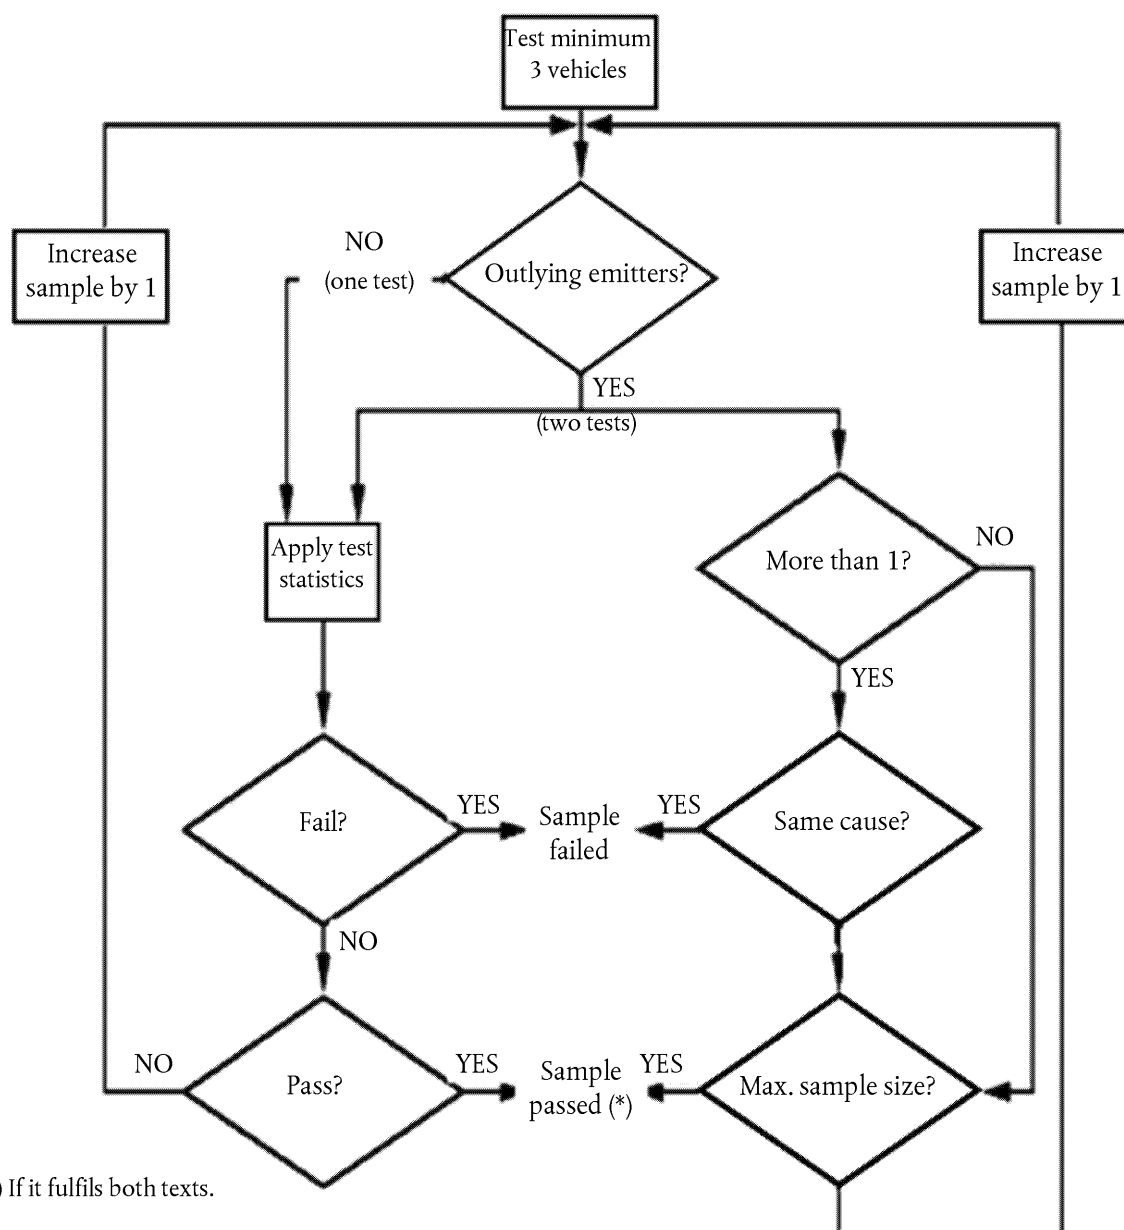 Test minimum
3 vehicles
Increase
sample by 1
NO
(one test)
Outlying emitters?
Increase
sample by 1
YES
(two tests)
Apply test
statistics
More than 1?
NO
YES
Fail?
YES
Sample
failed
YES
Same cause?
NO
NO
Pass?
YES
Sample
passed (*)
YES
Max. sample size?
) If it fulfils both texts.